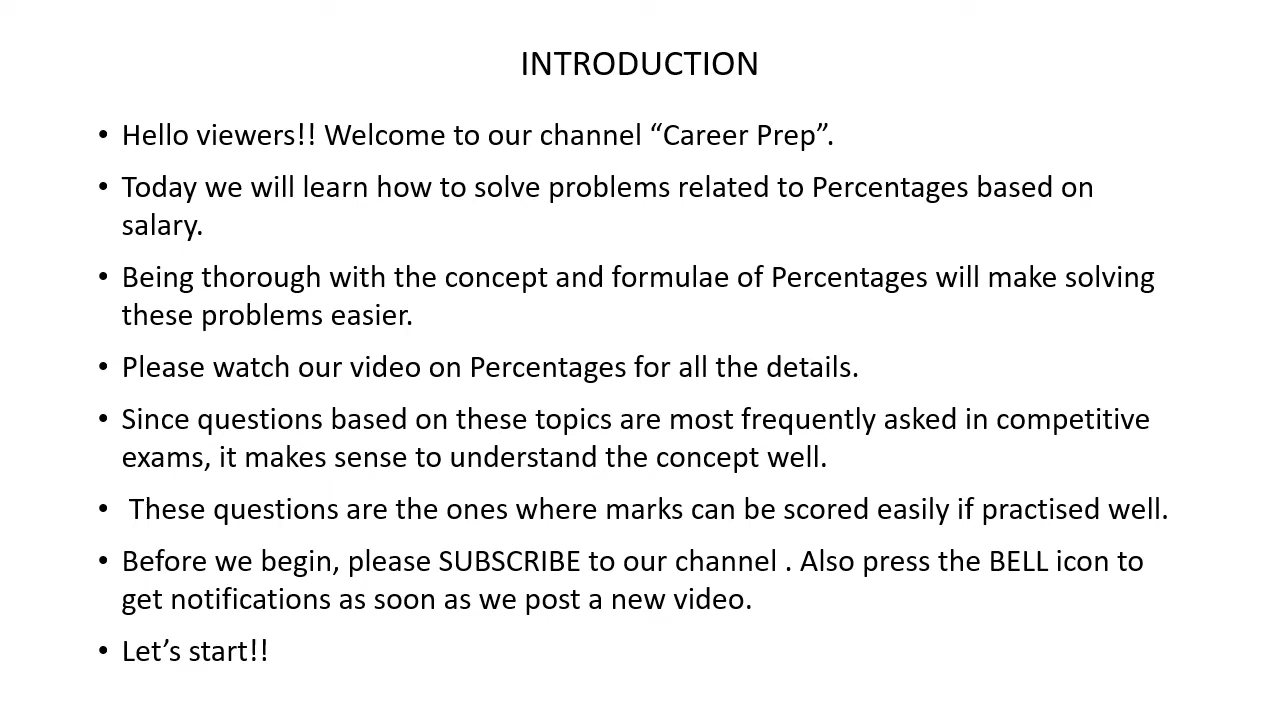 INTRODUCTION
• Hello viewers!! Welcome to our channel “Career Prep”.
• Today we will learn how to solve problems related to Percentages based on
salary.
• Being thorough with the concept and formulae of Percentages will make solving
these problems easier.
• Please watch our video on Percentages for all the details.
• Since questions based on these topics are most frequently asked in competitive
exams, it makes sense to understand the concept well.
• These questions are the ones where marks can be scored easily if practised well.
• Before we begin, please SUBSCRIBE to our channel . Also press the BELL icon to
get notifications as soon as we post a new video.
• Let’s start!!